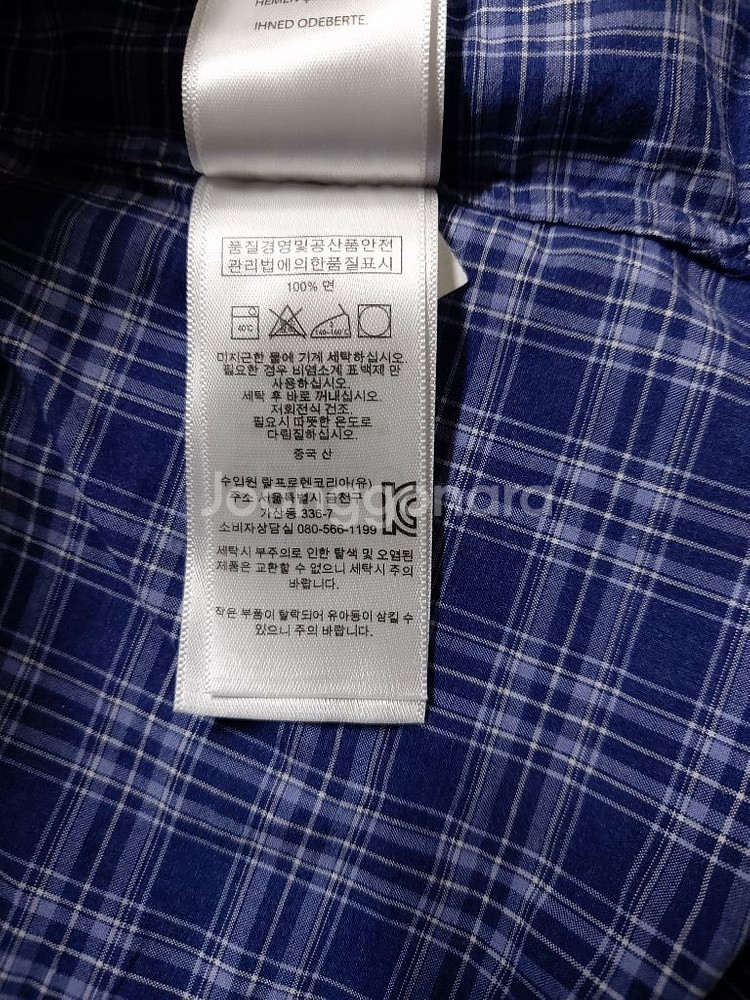 IHNED ODEBERTE.
품질경영및공산품안전
관리법에의한품질표시
100% 면
40℃
미지근한 물에 기계 세탁하십시오.
필요한 경우 비염소계 표백제 만
사용하십시오.
세탁 후 바로 꺼내십시오.
저회전식 건조.
필요시 따뜻한 온도로
다림질하십시오.
중국 산
수입원 랄프로렌코리아(유)
주소 서울특별시 금천구
가산동 336-7
소비자상담실 080-566-1199
세탁시 부주의로 인한 탈색 및 오염된
제품은 교환할 수 없으니 세탁시 주의
바랍니다.
작은 부품이 탈락되어 유아등이 삼킬 수
있으니 주의 바랍니다.
Joonggonara